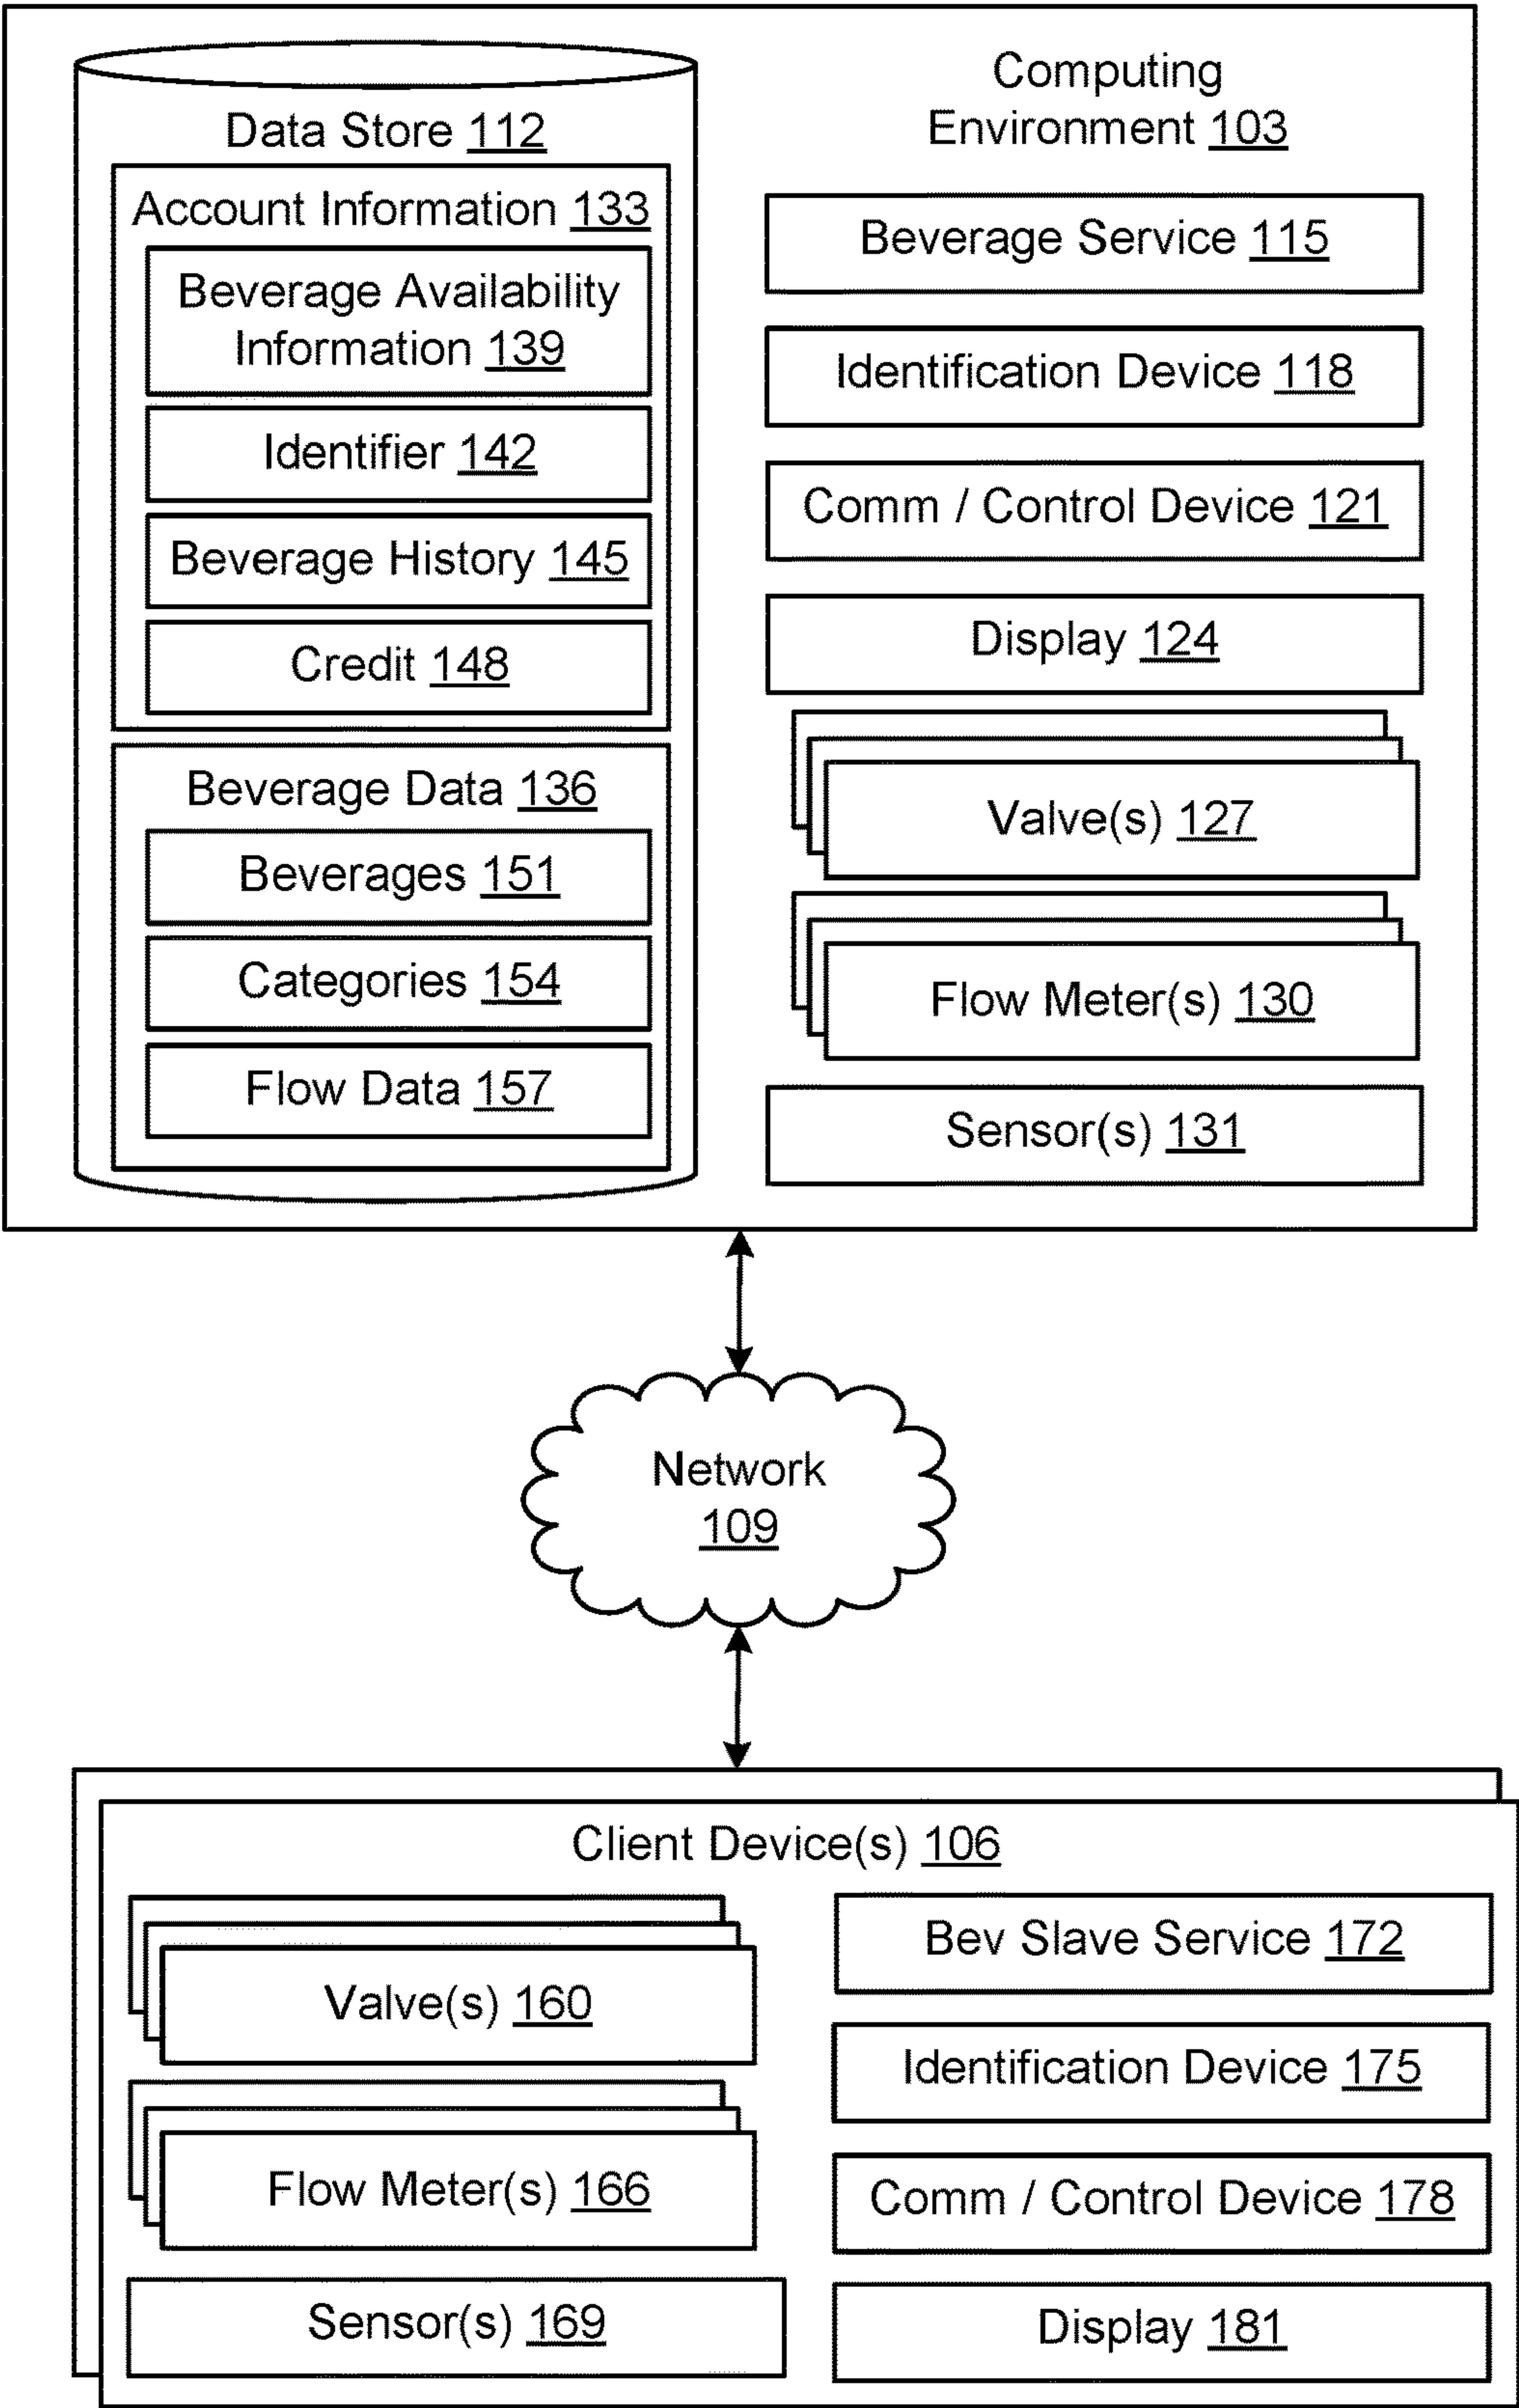 Computing
Environment 103
Data Store 112
Account Information 133
Beverage Availability
Information 139
Identifier 142
Beverage History 145
Credit 148
Beverage Data 136
Beverages 151
Categories 154
Flow Data 157
Beverage Service 115
Identification Device 118
Comm / Control Device 121
Display 124
Valve(s) 127
Flow Meter(s) 130
Sensor(s) 131
Network
109
Client Device(s) 106
Valve(s) 160
Flow Meter(s) 166
Sensor(s) 169
Bev Slave Service 172
Identification Device 175
Comm / Control Device 178
Display 181